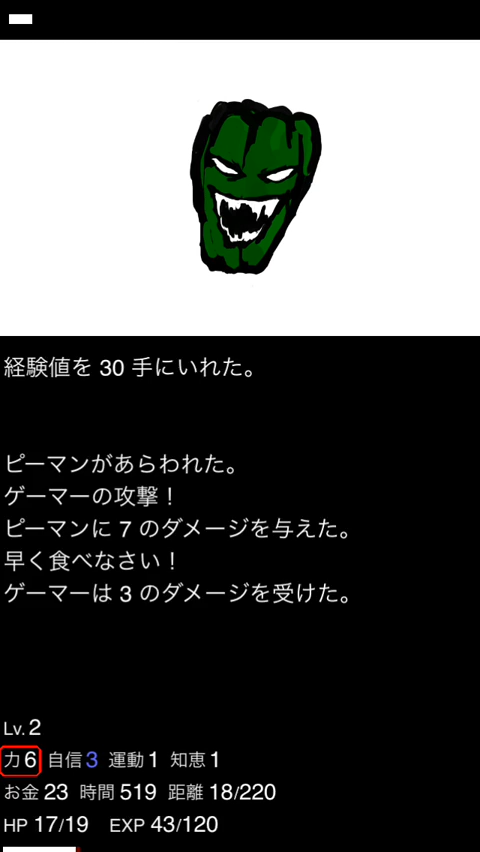 経験値を 30 手にいれた。
ピーマンがあらわれた。
ゲーマーの攻撃！
ピーマンに 7 のダメージを与えた。
早く食べなさい！
ゲーマーは 3 のダメージを受けた。
Lv. 2
力 6 自信 3 運動 1 知恵 1
お金 23 時間 519 距離 18/220
HP 17/19 EXP 43/120